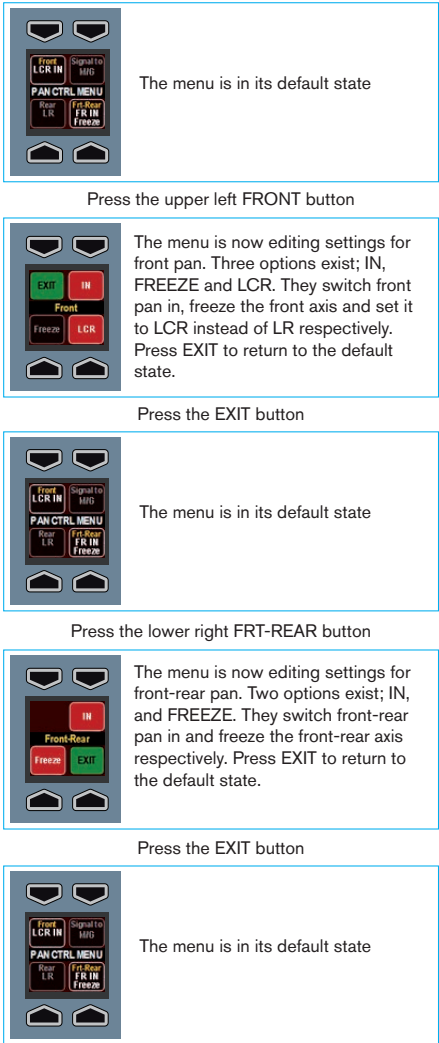 Front Signal to
LCR IN M/G
PAN CTRL MENU
Rear Frt-Rear
LR FR IN
Freeze
The menu is in its default state
Press the upper left FRONT button
EXIT IN
Front
Freeze LCR
The menu is now editing settings for
front pan. Three options exist; IN,
FREEZE and LCR. They switch front
pan in, freeze the front axis and set it
to LCR instead of LR respectively.
Press EXIT to return to the default
state.
Press the EXIT button
Front Signal to
LCR IN M/G
PAN CTRL MENU
Rear Frt-Rear
LR FR IN
Freeze
The menu is in its default state
Press the lower right FRT-REAR button
IN
Front-Rear
Freeze EXIT
The menu is now editing settings for
front-rear pan. Two options exist; IN,
and FREEZE. They switch front-rear
pan in and freeze the front-rear axis
respectively. Press EXIT to return to
the default state.
Press the EXIT button
Front Signal to
LCR IN M/G
PAN CTRL MENU
Rear Frt-Rear
LR FR IN
Freeze
The menu is in its default state